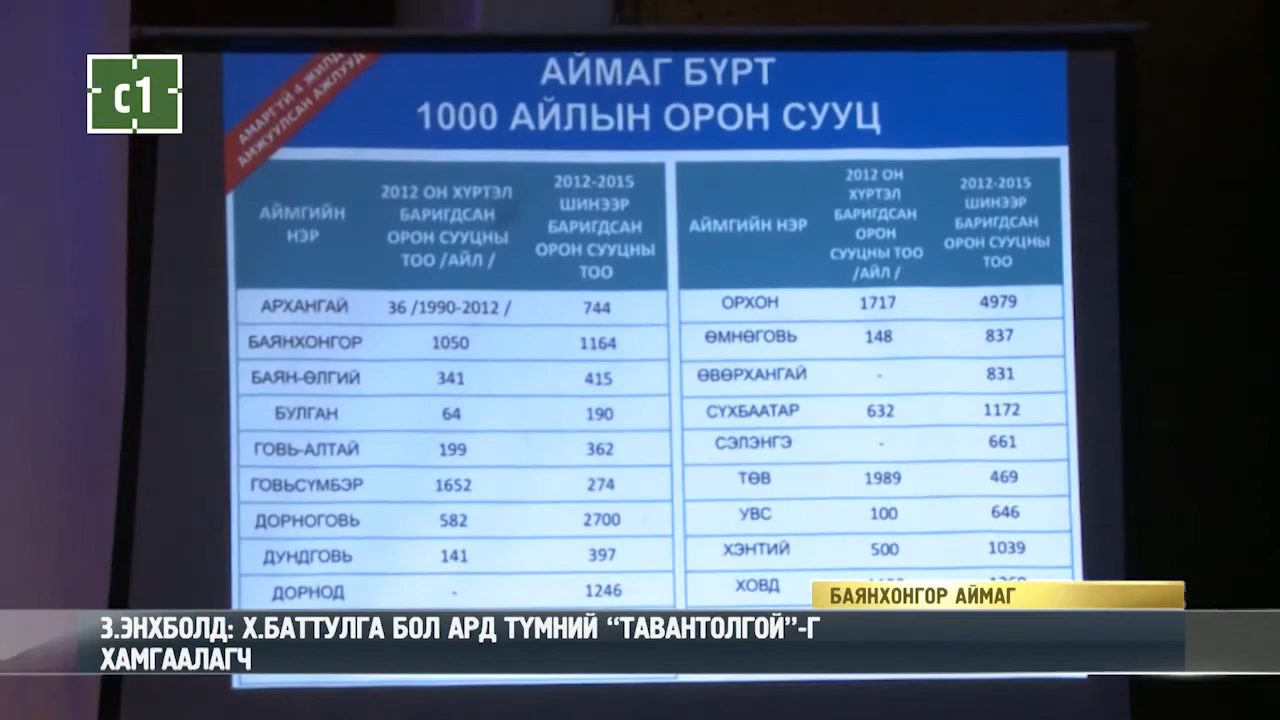 c1
АМАРГҮЙ 4 ЖИЛД
АМЖУУЛСАН АЖЛУУД
АЙМАГ БҮРТ
1000 АЙЛЫН ОРОН СУУЦ
АЙМГИЙН НЭР
2012 ОН ХҮРТЭЛ БАРИГДСАН ОРОН СУУЦНЫ ТОО /АЙЛ /
2012-2015 ШИНЭЭР БАРИГДСАН ОРОН СУУЦНЫ ТОО
АРХАНГАЙ 36 /1990-2012 / 744
БАЯНХОНГОР 1050 1164
БАЯН-ӨЛГИЙ 341 415
БУЛГАН 64 190
ГОВЬ-АЛТАЙ 199 362
ГОВЬСҮМБЭР 1652 274
ДОРНОГОВЬ 582 2700
ДУНДГОВЬ 141 397
ДОРНОД - 1246
АЙМГИЙН НЭР
2012 ОН ХҮРТЭЛ БАРИГДСАН ОРОН СУУЦНЫ ТОО /АЙЛ /
2012-2015 ШИНЭЭР БАРИГДСАН ОРОН СУУЦНЫ ТОО
ОРХОН 1717 4979
ӨМНӨГОВЬ 148 837
ӨВӨРХАНГАЙ - 831
СҮХБААТАР 632 1172
СЭЛЭНГЭ - 661
ТӨВ 1989 469
УВС 100 646
ХЭНТИЙ 500 1039
ХОВД
БАЯНХОНГОР АЙМАГ
З.ЭНХБОЛД: Х.БАТТУЛГА БОЛ АРД ТҮМНИЙ “ТАВАНТОЛГОЙ”-Г
ХАМГААЛАГЧ